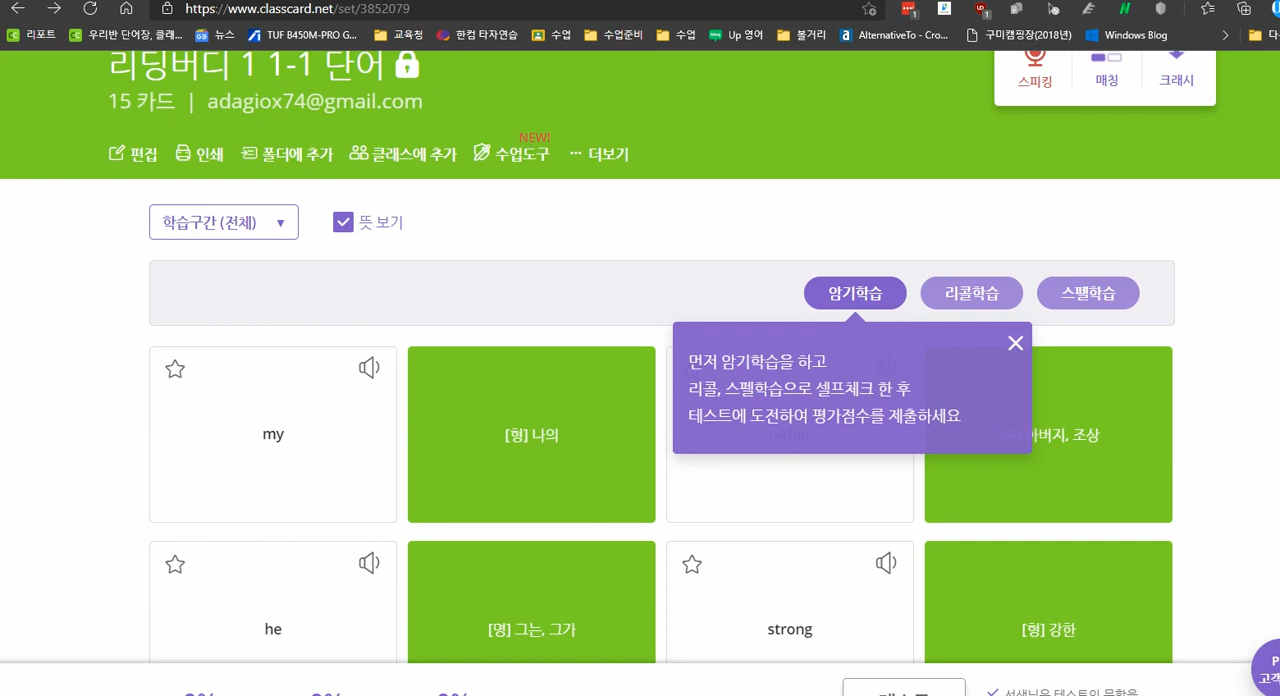 https://www.classcard.net/set/3852079
리포트 우리반 단어장, 클래... 뉴스 TUF B450M-PRO G... 교육청 한컴 타자연습 수업 수업준비 수업 Up 영어 볼거리 AlternativeTo - Cro... 구미캠핑장(2018년) Windows Blog
리딩버디 1 1-1 단어
15 카드 | adagiox74@gmail.com
스피킹 매칭 크래시
NEW!
편집 인쇄 폴더에 추가 클래스에 추가 수업도구 ··· 더보기
학습구간 (전체) ▼ 뜻 보기
암기학습 리콜학습 스펠학습
먼저 암기학습을 하고
리콜, 스펠학습으로 셀프체크 한 후
테스트에 도전하여 평가점수를 제출하세요
my [형] 나의 father 아버지, 조상
he [명] 그는, 그가 strong [형] 강한
고객